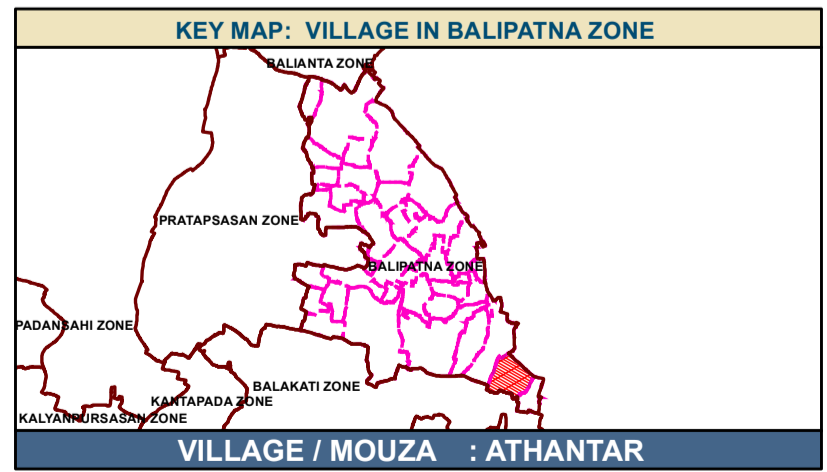 KEY MAP: VILLAGE IN BALIPATNA ZONE
BALIANTA ZONE
PRATAPSASAN ZONE
BALIPATNA ZONE
PADANSAHI ZONE
BALAKATI ZONE
KANTAPADA ZONE
KALYANPURSASAN ZONE
VILLAGE / MOUZA : ATHANTAR